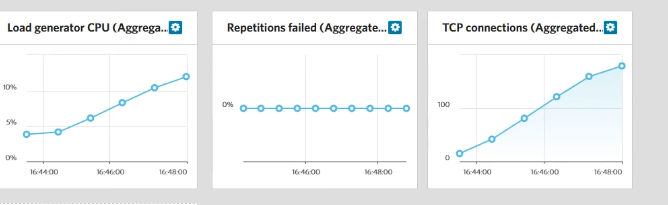 Load generator CPU (Aggrega...
10%
5%
0%
16:44:00 16:46:00 16:48:00
Repetitions failed (Aggregate...
0%
16:46:00 16:48:00
TCP connections (Aggregated...
100
0
16:44:00 16:46:00 16:48:00